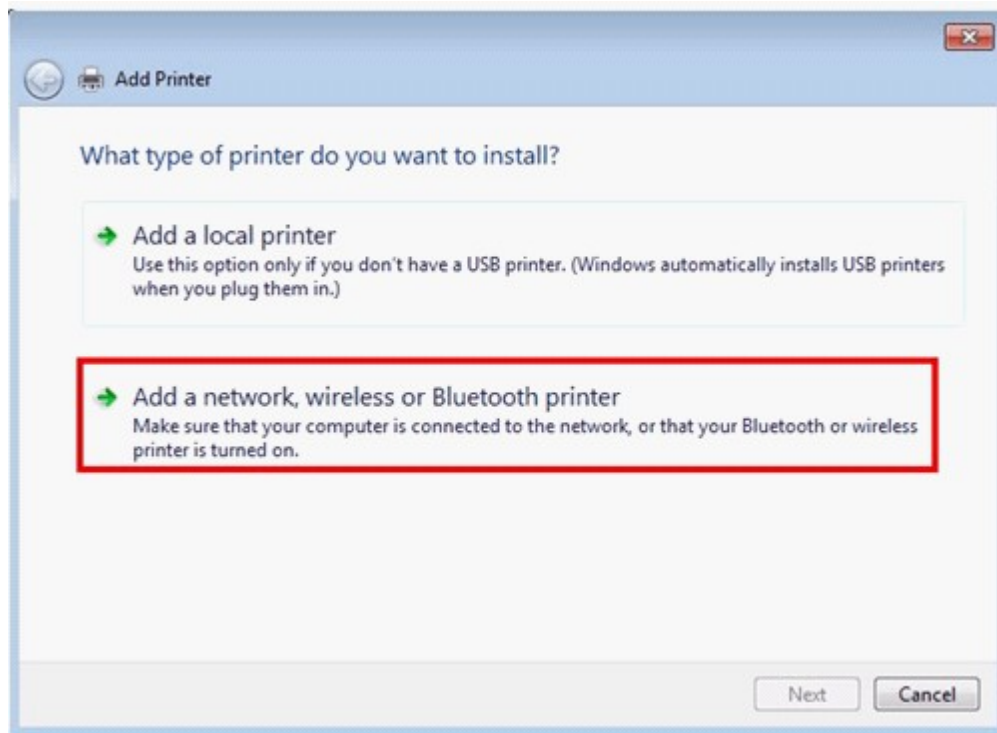 Add Printer
What type of printer do you want to install?
Add a local printer
Use this option only if you don't have a USB printer. (Windows automatically installs USB printers
when you plug them in.)
Add a network, wireless or Bluetooth printer
Make sure that your computer is connected to the network, or that your Bluetooth or wireless
printer is turned on.
Next
Cancel